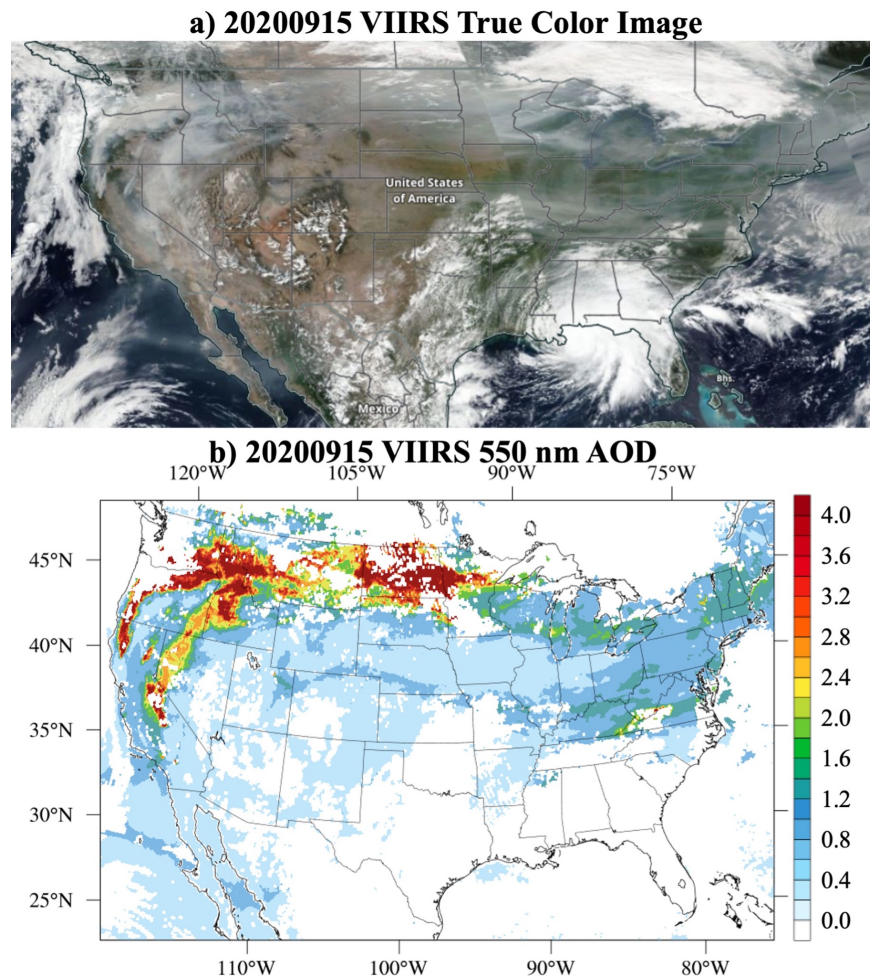 a) 20200915 VIIRS True Color Image
United States
of America
Mexico
Bhs.
b) 20200915 VIIRS 550 nm AOD
120°W 105°W 90°W 75°W
45°N
40°N
35°N
30°N
25°N
110°W 100°W 90°W 80°W
4.0
3.6
3.2
2.8
2.4
2.0
1.6
1.2
0.8
0.4
0.0